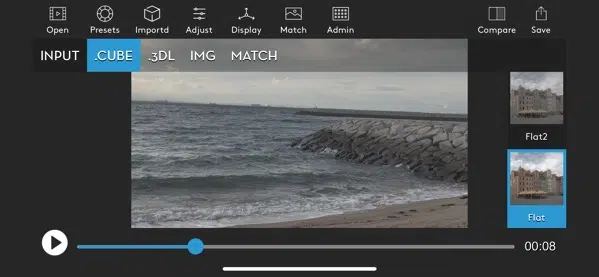 Open Presets Importd Adjust Display Match Admin Compare Save
INPUT .CUBE .3DL IMG MATCH
Flat2
Flat
00:08